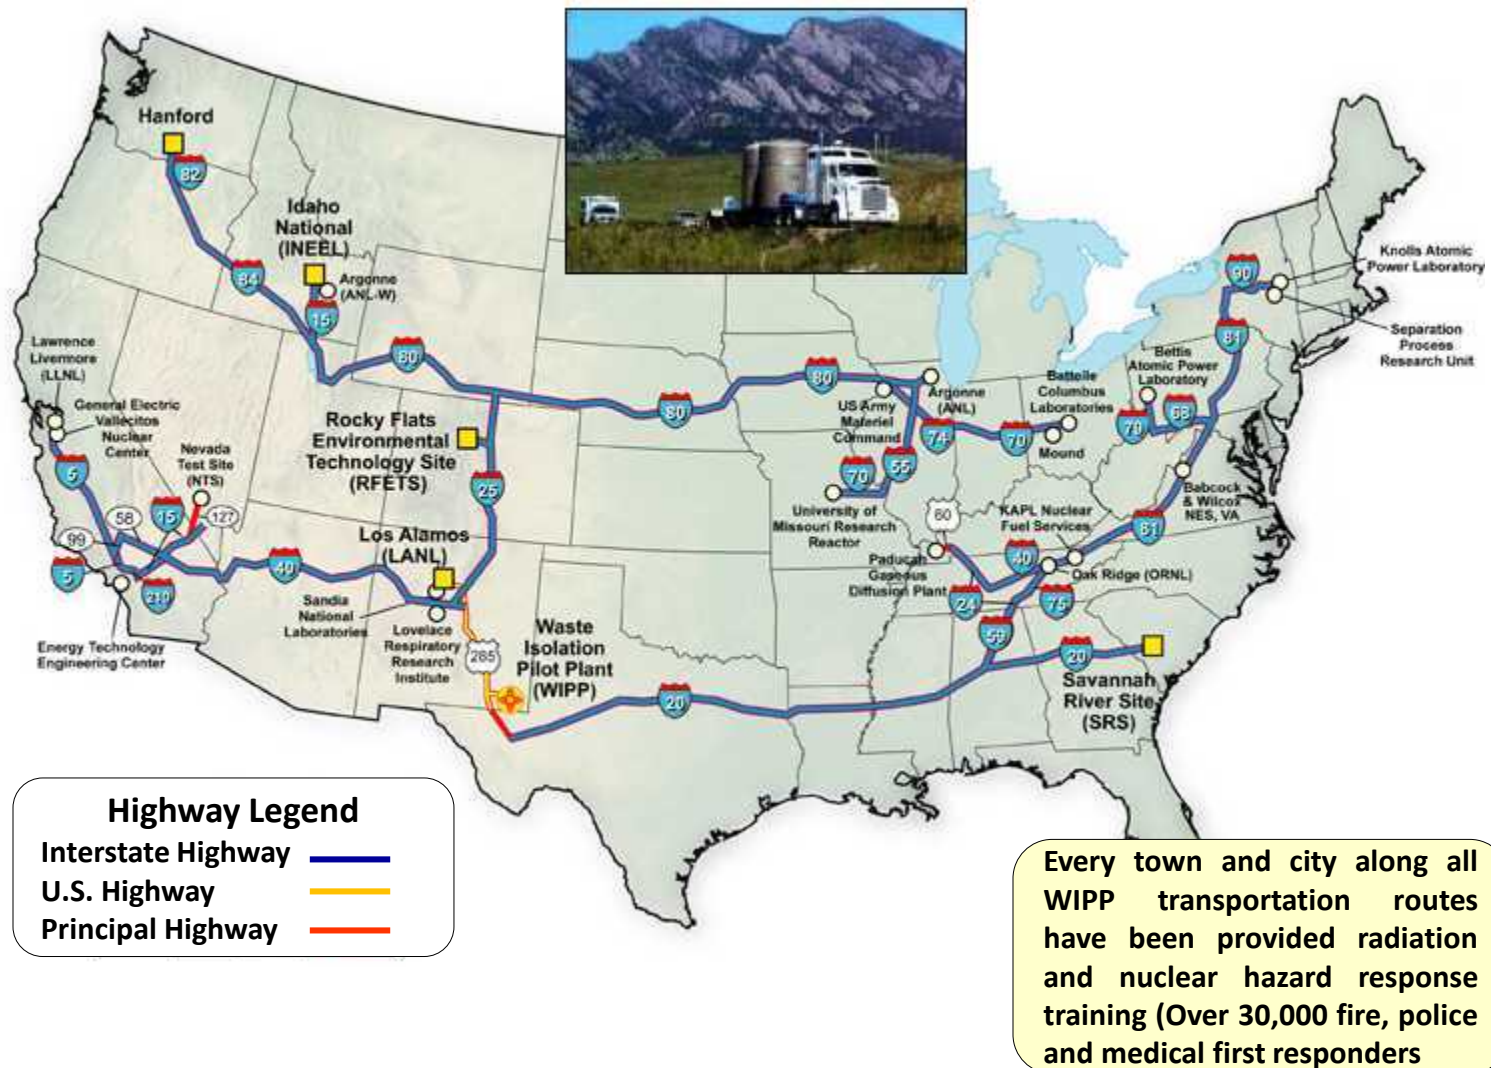 Hanford
82
Idaho
National
(INEEL)
Argonne
(ANL-W)
84
15
Lawrence
Livermore
(LLNL)
General Electric
Vallecitos
Nuclear
Center
Nevada
Test Site
(NTS)
5
58
15
127
99
5
210
Energy Technology
Engineering Center
80
Rocky Flats
Environmental
Technology Site
(RFETS)
25
Los Alamos
(LANL)
40
Sandia
National
Laboratories
Lovelace
Respiratory
Research
Institute
285
Waste
Isolation
Pilot Plant
(WIPP)
80
80
US Army
Materiel
Command
Argonne
(ANL)
74
70
Battelle
Columbus
Laboratories
Mound
70
55
University of
Missouri Research
Reactor
60
Paducah
Gaseous
Diffusion Plant
KAPL Nuclear
Fuel Services
40
Oak Ridge (ORNL)
24
75
59
20
20
Savannah
River Site
(SRS)
81
Babcock
& Wilcox
NES, VA
Bettis
Atomic Power
Laboratory
79
68
81
90
Knolls Atomic
Power Laboratory
Separation
Process
Research Unit
Highway Legend
Interstate Highway
U.S. Highway
Principal Highway
Every town and city along all
WIPP transportation routes
have been provided radiation
and nuclear hazard response
training (Over 30,000 fire, police
and medical first responders